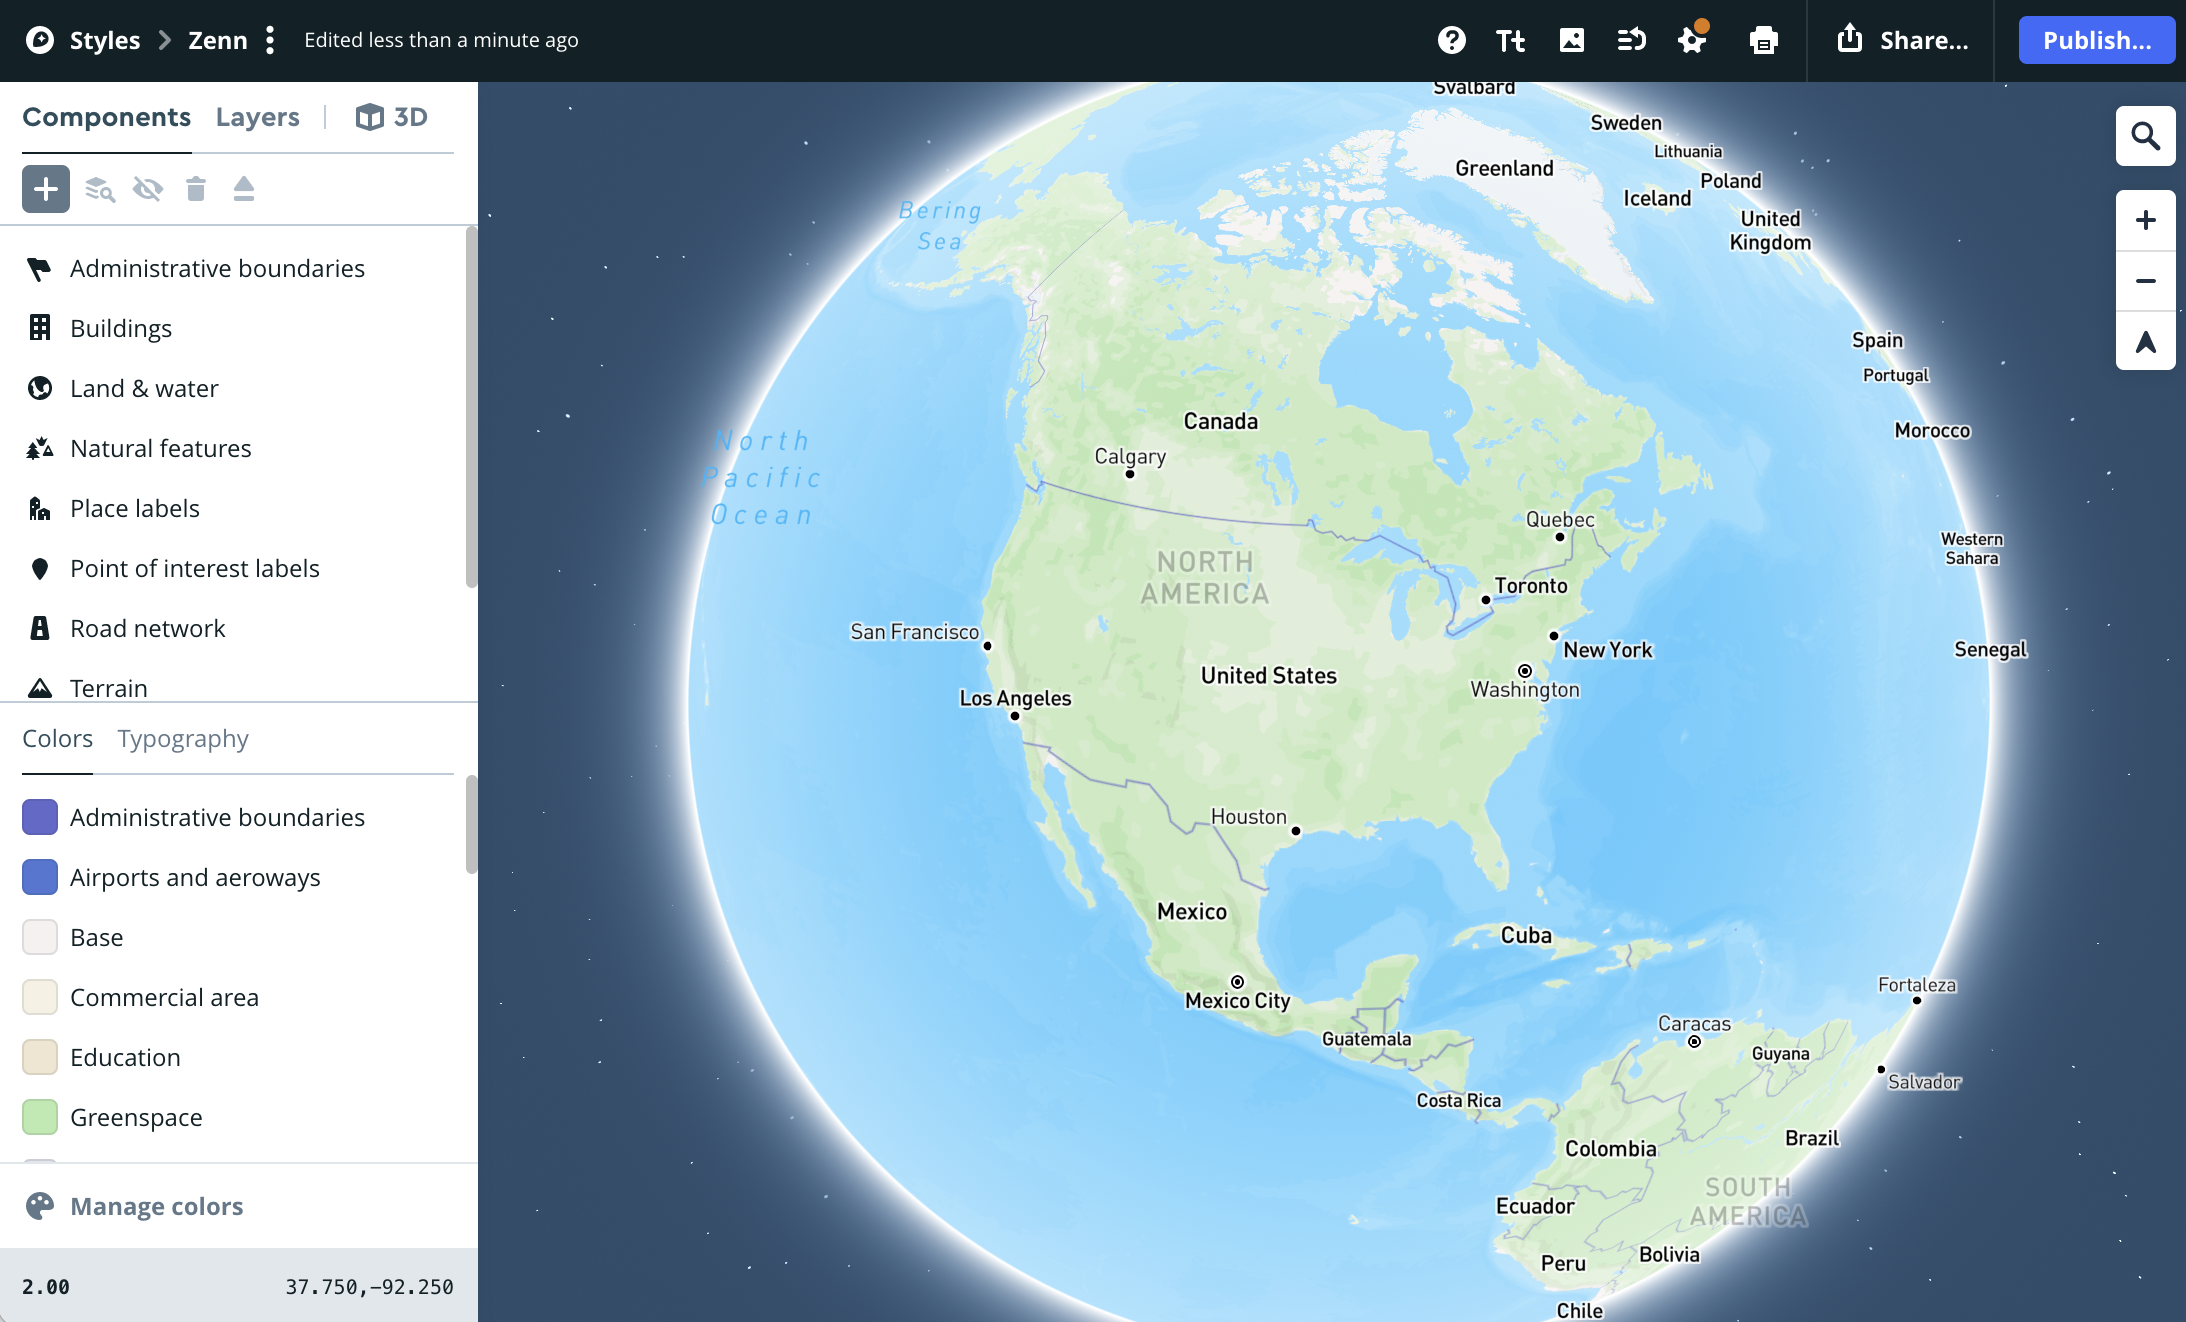 Styles
Zenn
Edited less than a minute ago
Tt
Share...
Publish...
Components
Layers
3D
Administrative boundaries
Buildings
Land & water
Natural features
Place labels
Point of interest labels
Road network
Terrain
Colors
Typography
Administrative boundaries
Airports and aeroways
Base
Commercial area
Education
Greenspace
Manage colors
2.00
37.750,-92.250
Svalbard
Sweden
Lithuania
Greenland
Poland
Iceland
Bering
Sea
United
Kingdom
Spain
Portugal
Canada
Morocco
North
Pacific
Ocean
Calgary
Quebec
Western
Sahara
NORTH
AMERICA
Toronto
San Francisco
New York
Senegal
United States
Washington
Los Angeles
Houston
Mexico
Cuba
Fortaleza
Mexico City
Caracas
Guatemala
Guyana
Salvador
Costa Rica
Brazil
Colombia
SOUTH
AMERICA
Ecuador
Bolivia
Peru
Chile